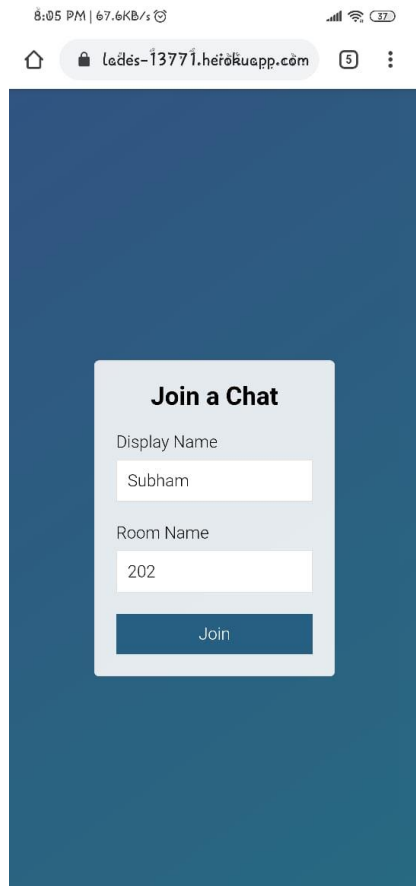 8:05 PM | 67.6KB/s
37
lades-13771.herokuapp.com
5
Join a Chat
Display Name
Subham
Room Name
202
Join